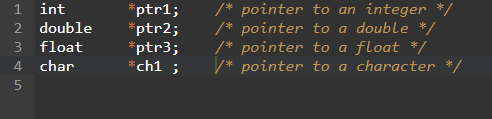 1 int      *ptr1;    /* pointer to an integer */
2 double   *ptr2;    /* pointer to a double */
3 float    *ptr3;    /* pointer to a float */
4 char     *ch1 ;    /* pointer to a character */
5